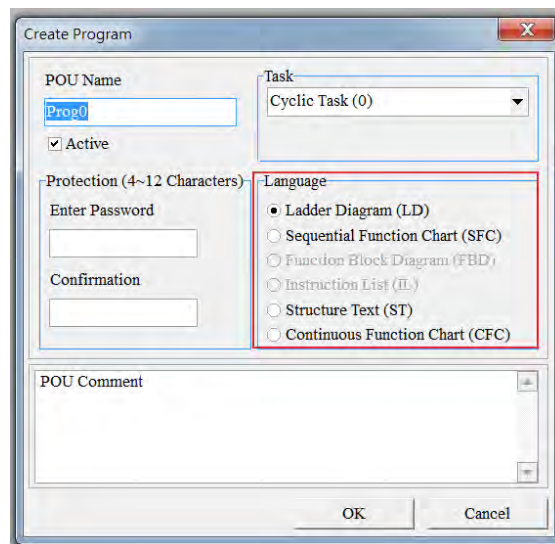 Create Program
POU Name
Prog0
Active
Task
Cyclic Task (0)
Protection (4~12 Characters)
Enter Password
Confirmation
Language
Ladder Diagram (LD)
Sequential Function Chart (SFC)
Function Block Diagram (FBD)
Instruction List (IL)
Structure Text (ST)
Continuous Function Chart (CFC)
POU Comment
OK
Cancel